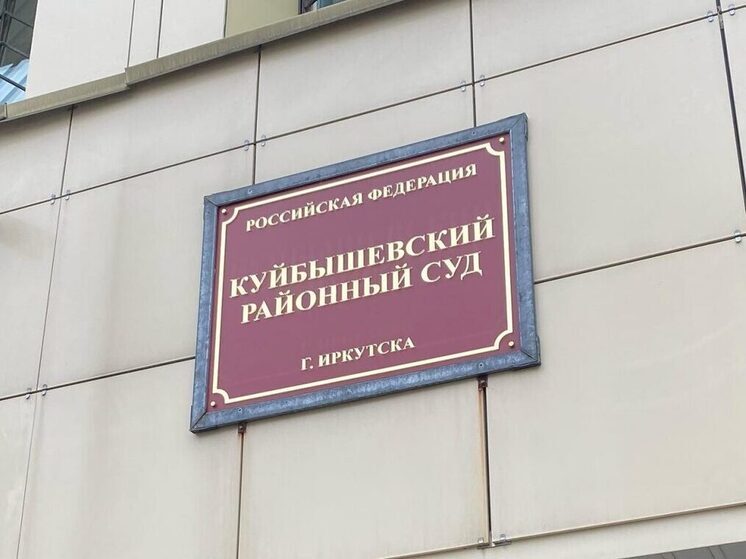 РОССИЙСКАЯ ФЕДЕРАЦИЯ
КУЙБЫШЕВСКИЙ
РАЙОННЫЙ СУД
Г. ИРКУТСКА